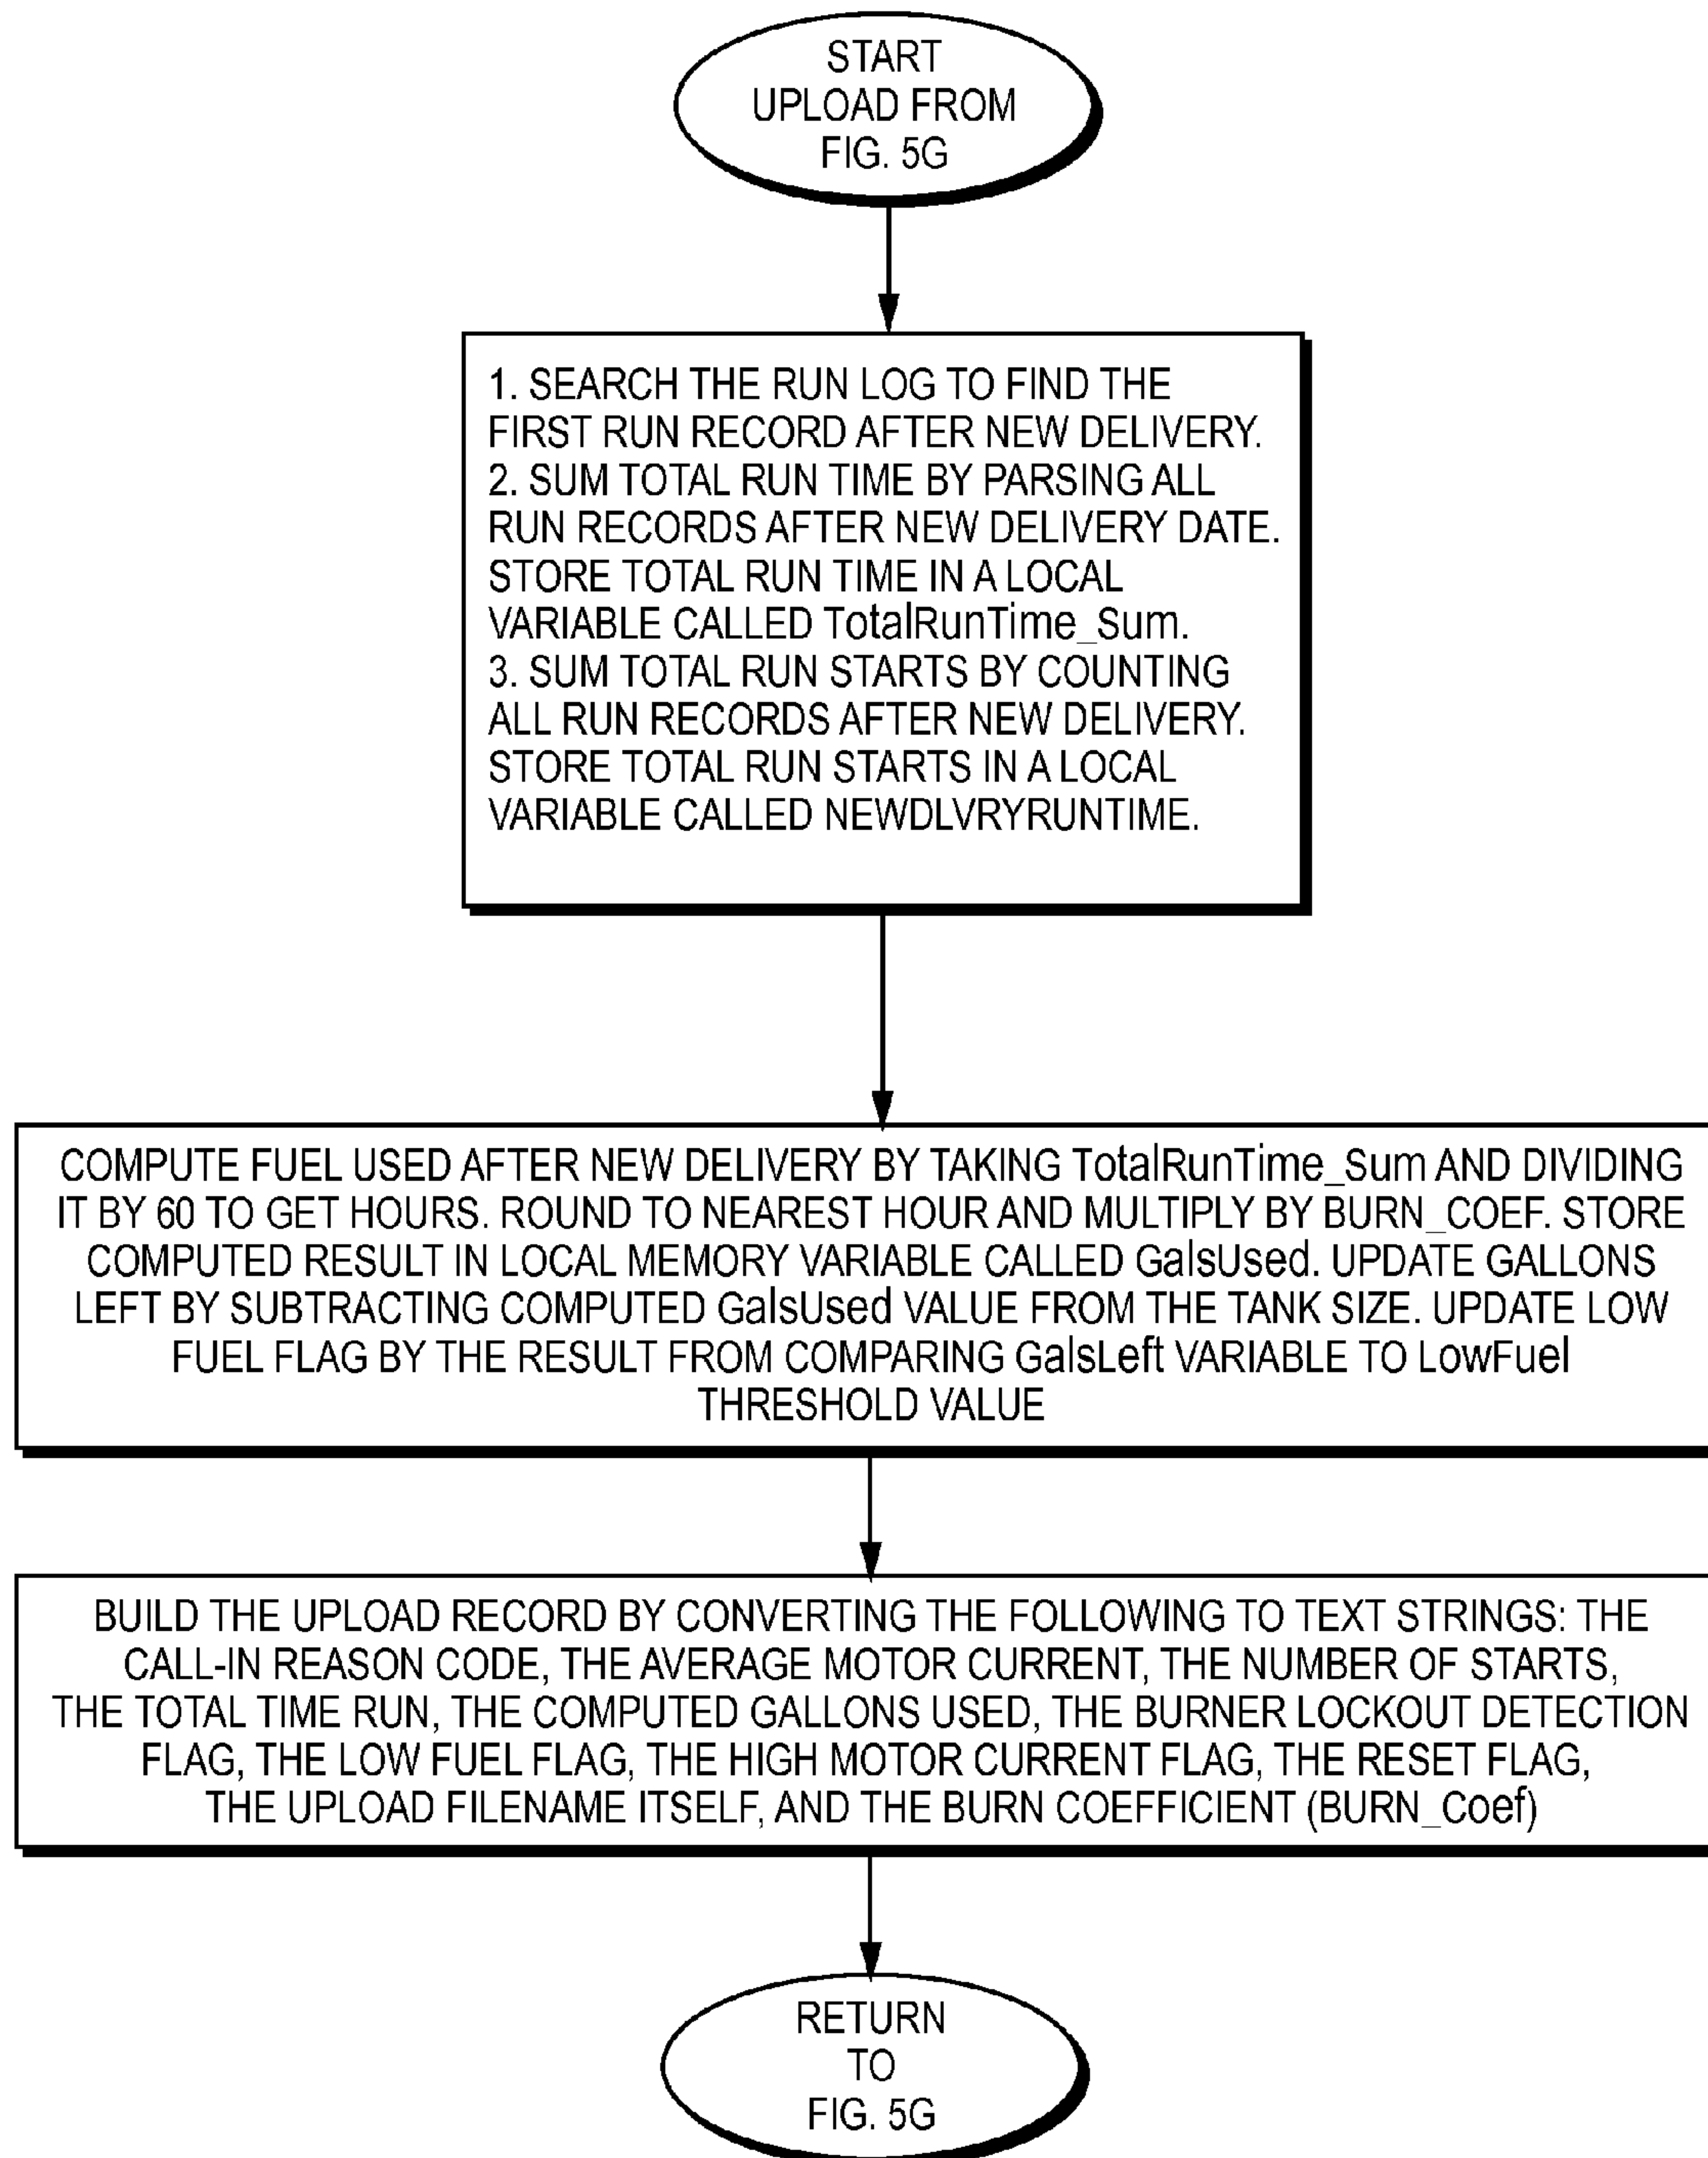 START
UPLOAD FROM
FIG. 5G
1. SEARCH THE RUN LOG TO FIND THE
FIRST RUN RECORD AFTER NEW DELIVERY.
2. SUM TOTAL RUN TIME BY PARSING ALL
RUN RECORDS AFTER NEW DELIVERY DATE.
STORE TOTAL RUN TIME IN A LOCAL
VARIABLE CALLED TotalRunTime_Sum.
3. SUM TOTAL RUN STARTS BY COUNTING
ALL RUN RECORDS AFTER NEW DELIVERY.
STORE TOTAL RUN STARTS IN A LOCAL
VARIABLE CALLED NEWDLVRYRUNTIME.
COMPUTE FUEL USED AFTER NEW DELIVERY BY TAKING TotalRunTime_Sum AND DIVIDING
IT BY 60 TO GET HOURS. ROUND TO NEAREST HOUR AND MULTIPLY BY BURN_COEF. STORE
COMPUTED RESULT IN LOCAL MEMORY VARIABLE CALLED GalsUsed. UPDATE GALLONS
LEFT BY SUBTRACTING COMPUTED GalsUsed VALUE FROM THE TANK SIZE. UPDATE LOW
FUEL FLAG BY THE RESULT FROM COMPARING GalsLeft VARIABLE TO LowFuel
THRESHOLD VALUE
BUILD THE UPLOAD RECORD BY CONVERTING THE FOLLOWING TO TEXT STRINGS: THE
CALL-IN REASON CODE, THE AVERAGE MOTOR CURRENT, THE NUMBER OF STARTS,
THE TOTAL TIME RUN, THE COMPUTED GALLONS USED, THE BURNER LOCKOUT DETECTION
FLAG, THE LOW FUEL FLAG, THE HIGH MOTOR CURRENT FLAG, THE RESET FLAG,
THE UPLOAD FILENAME ITSELF, AND THE BURN COEFFICIENT (BURN_Coef)
RETURN
TO
FIG. 5G